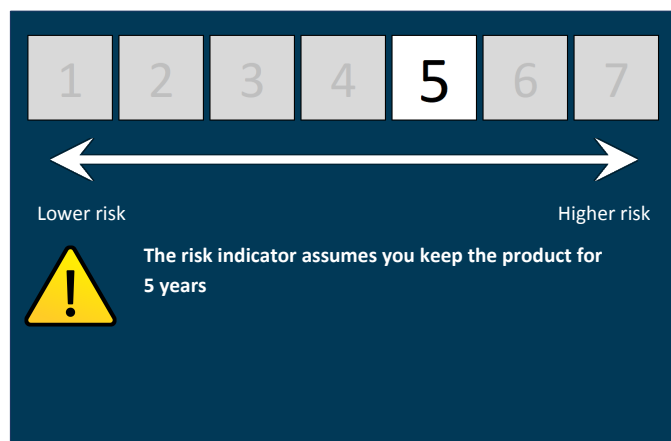 1 2 3 4 5 6 7
Lower risk Higher risk
The risk indicator assumes you keep the product for
5 years